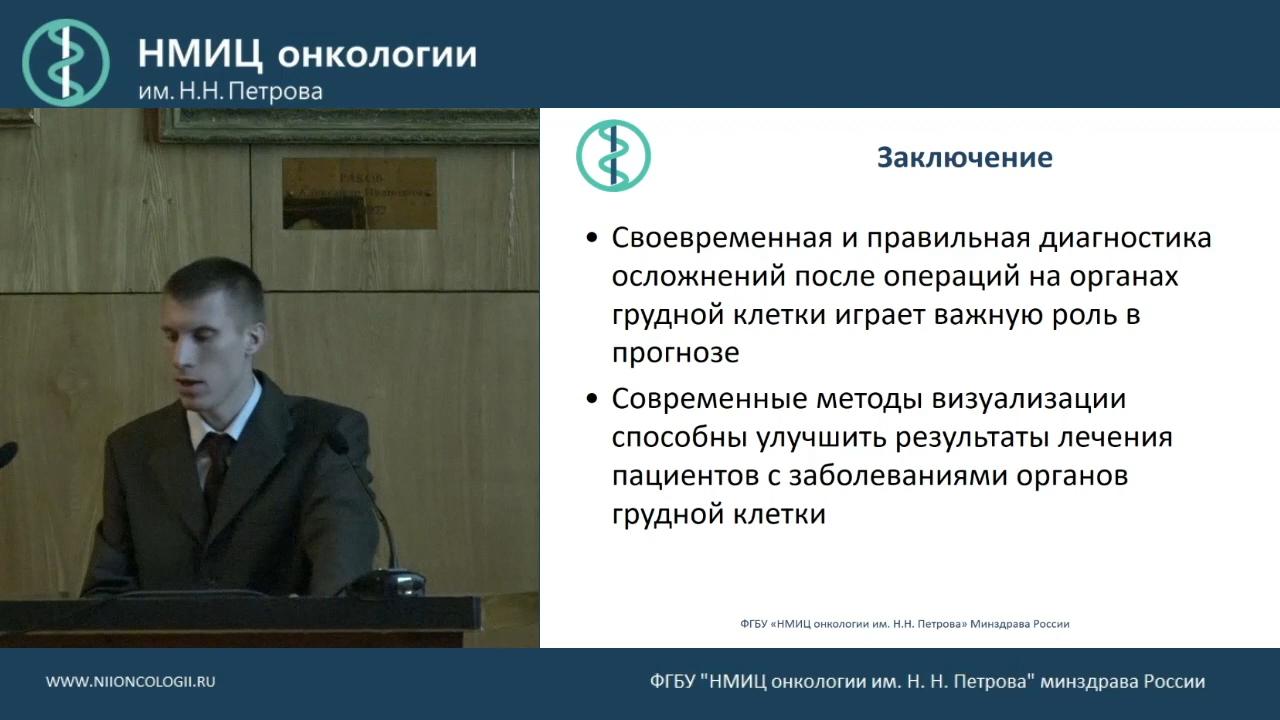 НМИЦ онкологии
им. Н.Н. Петрова
РАКОВ
Заключение
• Своевременная и правильная диагностика
осложнений после операций на органах
грудной клетки играет важную роль в
прогнозе
• Современные методы визуализации
способны улучшить результаты лечения
пациентов с заболеваниями органов
грудной клетки
ФГБУ «НМИЦ онкологии им. Н.Н. Петрова» Минздрава России
WWW.NIIONCOLOGII.RU
ФГБУ "НМИЦ онкологии им. Н. Н. Петрова" минздрава России